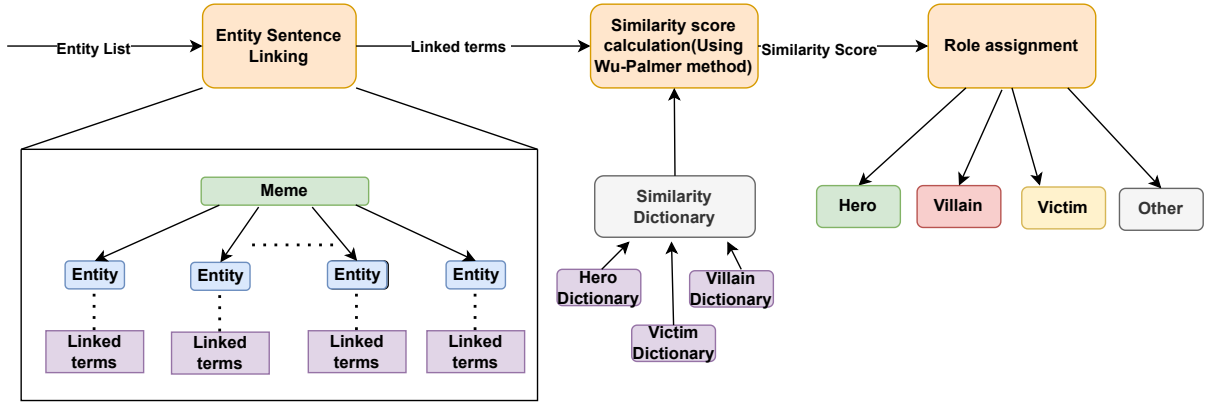 Entity List
Entity Sentence
Linking
Linked terms
Similarity score
calculation(Using
Wu-Palmer method)
Similarity Score
Role assignment
Meme
Entity
Entity
Entity
Entity
Linked
terms
Linked
terms
Linked
terms
Linked
terms
Similarity
Dictionary
Hero
Dictionary
Victim
Dictionary
Villain
Dictionary
Hero
Villain
Victim
Other